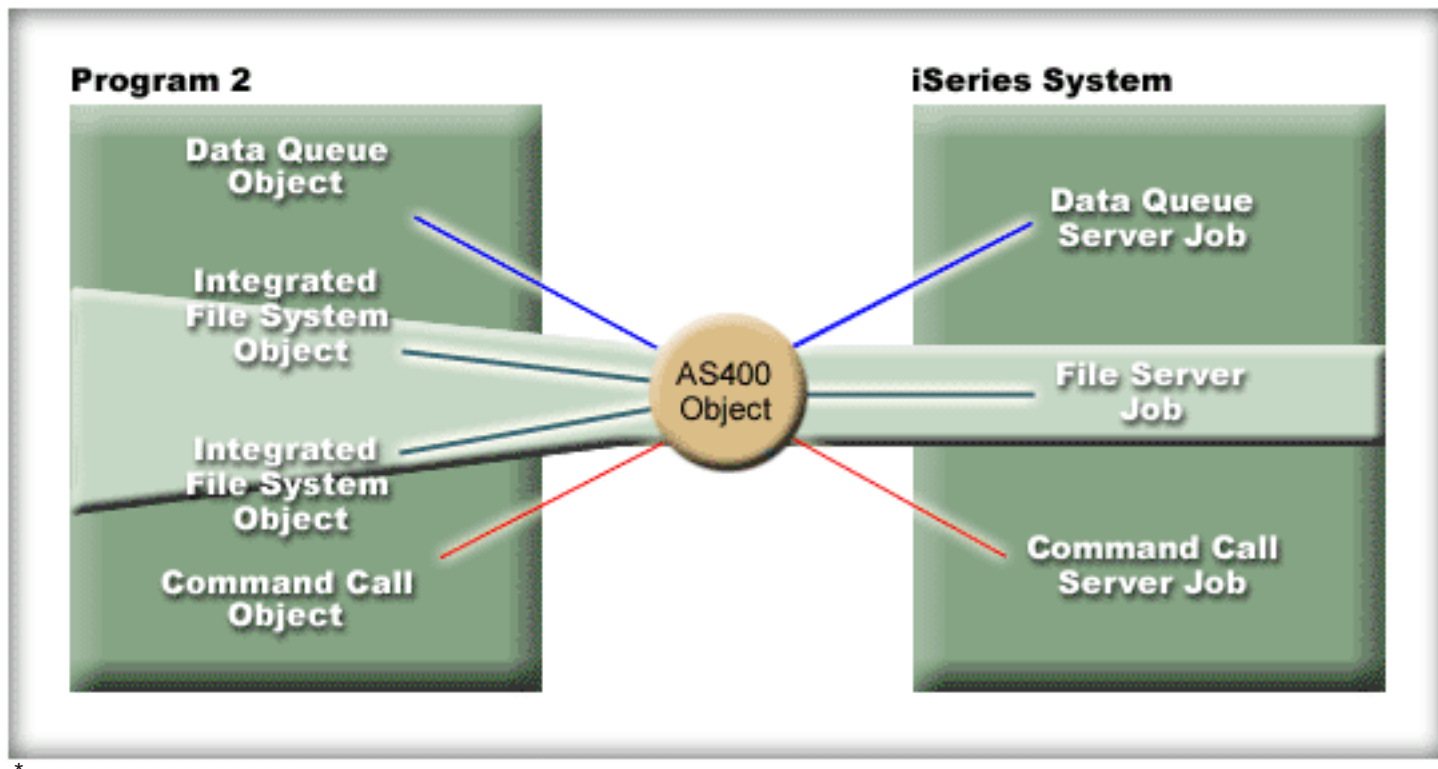 Program 2
Data Queue
Object
Integrated
File System
Object
Integrated
File System
Object
Command Call
Object
AS400
Object
iSeries System
Data Queue
Server Job
File Server
Job
Command Call
Server Job
*